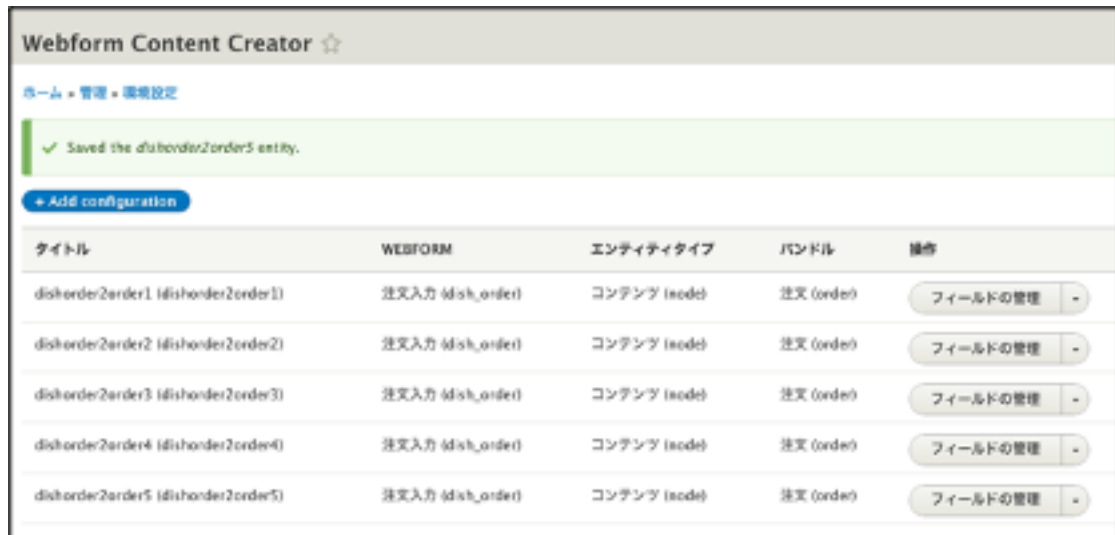 Webform Content Creator ☆
ホーム » 管理 » 環境設定
✓ Saved the dishorder2order5 entity.
+ Add configuration
タイトル WEBFORM エンティティタイプ バンドル 操作
dishorder2order1 (dishorder2order1) 注文入力 (dish_order) コンテンツ (node) 注文 (order) フィールドの管理
dishorder2order2 (dishorder2order2) 注文入力 (dish_order) コンテンツ (node) 注文 (order) フィールドの管理
dishorder2order3 (dishorder2order3) 注文入力 (dish_order) コンテンツ (node) 注文 (order) フィールドの管理
dishorder2order4 (dishorder2order4) 注文入力 (dish_order) コンテンツ (node) 注文 (order) フィールドの管理
dishorder2order5 (dishorder2order5) 注文入力 (dish_order) コンテンツ (node) 注文 (order) フィールドの管理